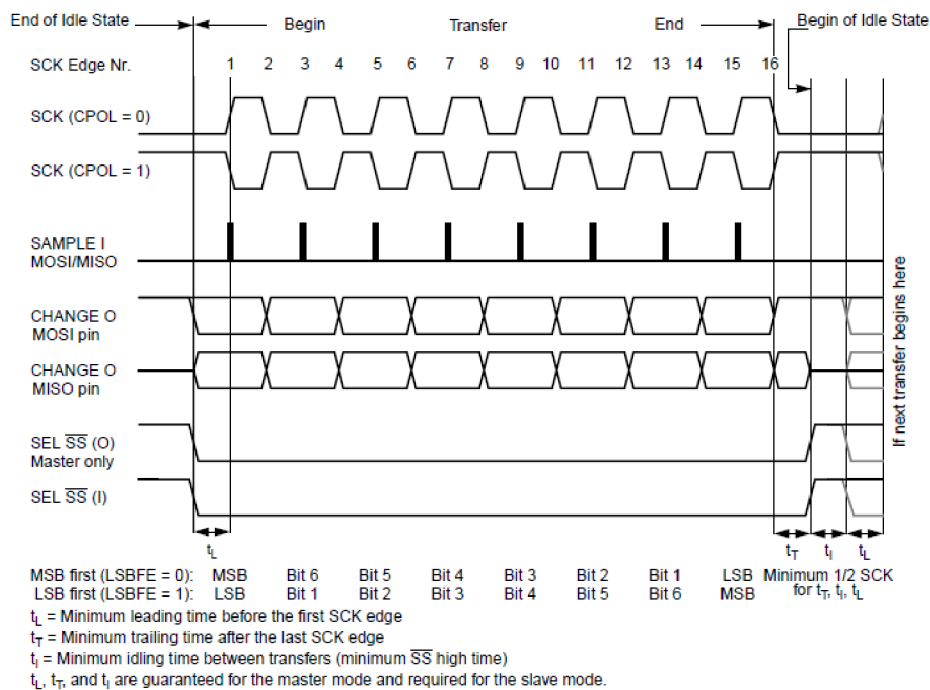 End of Idle State Begin Transfer End Begin of Idle State
SCK Edge Nr. 1 2 3 4 5 6 7 8 9 10 11 12 13 14 15 16
SCK (CPOL = 0)
SCK (CPOL = 1)
SAMPLE I
MOSI/MISO
CHANGE O
MOSI pin
CHANGE O
MISO pin
SEL S̅S̅ (O)
Master only
SEL S̅S̅ (I)
If next transfer begins here
tL tT tI tL
MSB first (LSBFE = 0): MSB Bit 6 Bit 5 Bit 4 Bit 3 Bit 2 Bit 1 LSB Minimum 1/2 SCK
LSB first (LSBFE = 1): LSB Bit 1 Bit 2 Bit 3 Bit 4 Bit 5 Bit 6 MSB for tT, tI, tL
tL = Minimum leading time before the first SCK edge
tT = Minimum trailing time after the last SCK edge
tI = Minimum idling time between transfers (minimum S̅S̅ high time)
tL, tT, and tI are guaranteed for the master mode and required for the slave mode.